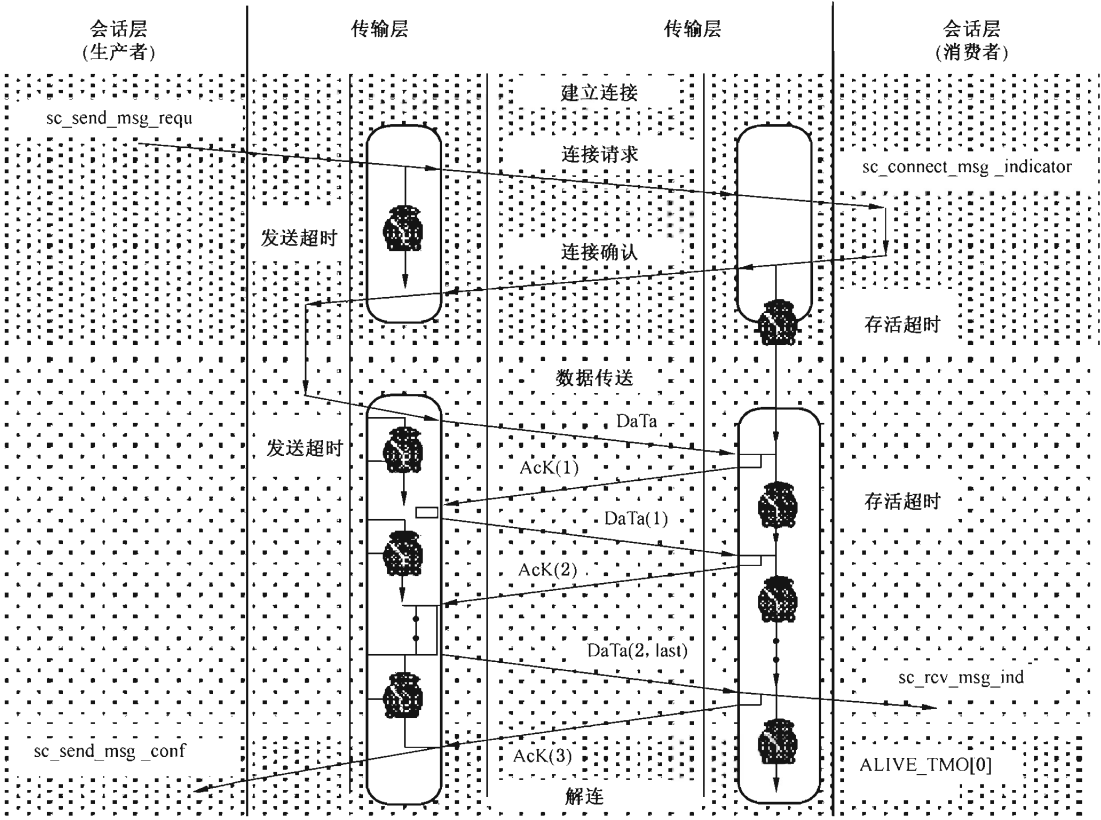 会话层
(生产者)
传输层
传输层
会话层
(消费者)
建立连接
sc_send_msg_requ
连接请求
sc_connect_msg _indicator
发送超时
连接确认
存活超时
数据传送
DaTa
发送超时
AcK(1)
存活超时
DaTa(1)
AcK(2)
DaTa(2, last)
sc_rcv_msg_ind
sc_send_msg _conf
AcK(3)
ALIVE_TMO[0]
解连